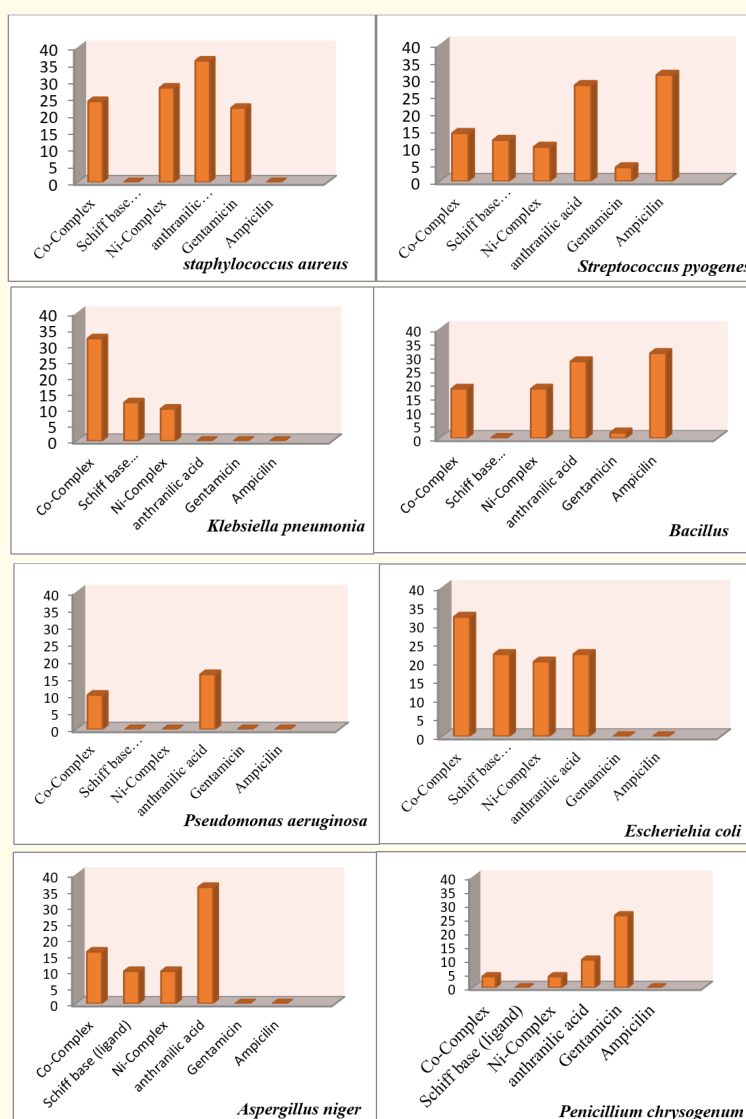 40
35
30
25
20
15
10
5
0
Co-Complex
Schiff base…
Ni-Complex
anthranilic…
Gentamicin
Ampicilin
staphylococcus aureus
40
35
30
25
20
15
10
5
0
Co-Complex
Schiff base…
Ni-Complex
anthranilic acid
Gentamicin
Ampicilin
Streptococcus pyogenes
40
35
30
25
20
15
10
5
0
Co-Complex
Schiff base…
Ni-Complex
anthranilic acid
Gentamicin
Ampicilin
Klebsiella pneumonia
40
35
30
25
20
15
10
5
0
Co-Complex
Schiff base…
Ni-Complex
anthranilic acid
Gentamicin
Ampicilin
Bacillus
40
35
30
25
20
15
10
5
0
Co-Complex
Schiff base…
Ni-Complex
anthranilic acid
Gentamicin
Ampicilin
Pseudomonas aeruginosa
40
35
30
25
20
15
10
5
0
Co-Complex
Schiff base…
Ni-Complex
anthranilic acid
Gentamicin
Ampicilin
Escheriehia coli
40
35
30
25
20
15
10
5
0
Co-Complex
Schiff base (ligand)
Ni-Complex
anthranilic acid
Gentamicin
Ampicilin
Aspergillus niger
40
35
30
25
20
15
10
5
0
Co-Complex
Schiff base (ligand)
Ni-Complex
anthranilic acid
Gentamicin
Ampicilin
Penicillium chrysogenum